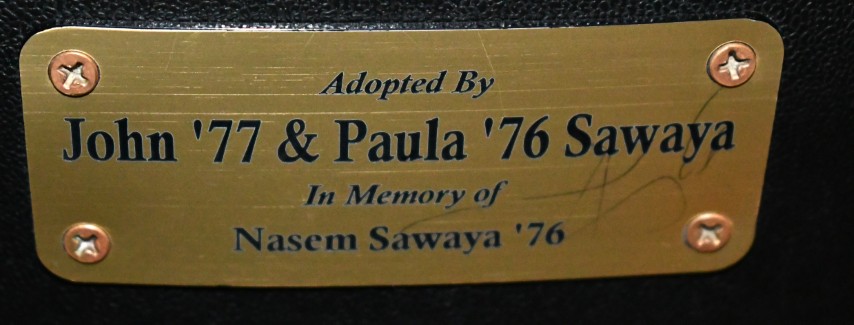 Adopted By
John '77 & Paula '76 Sawaya
In Memory of
Nasem Sawaya '76